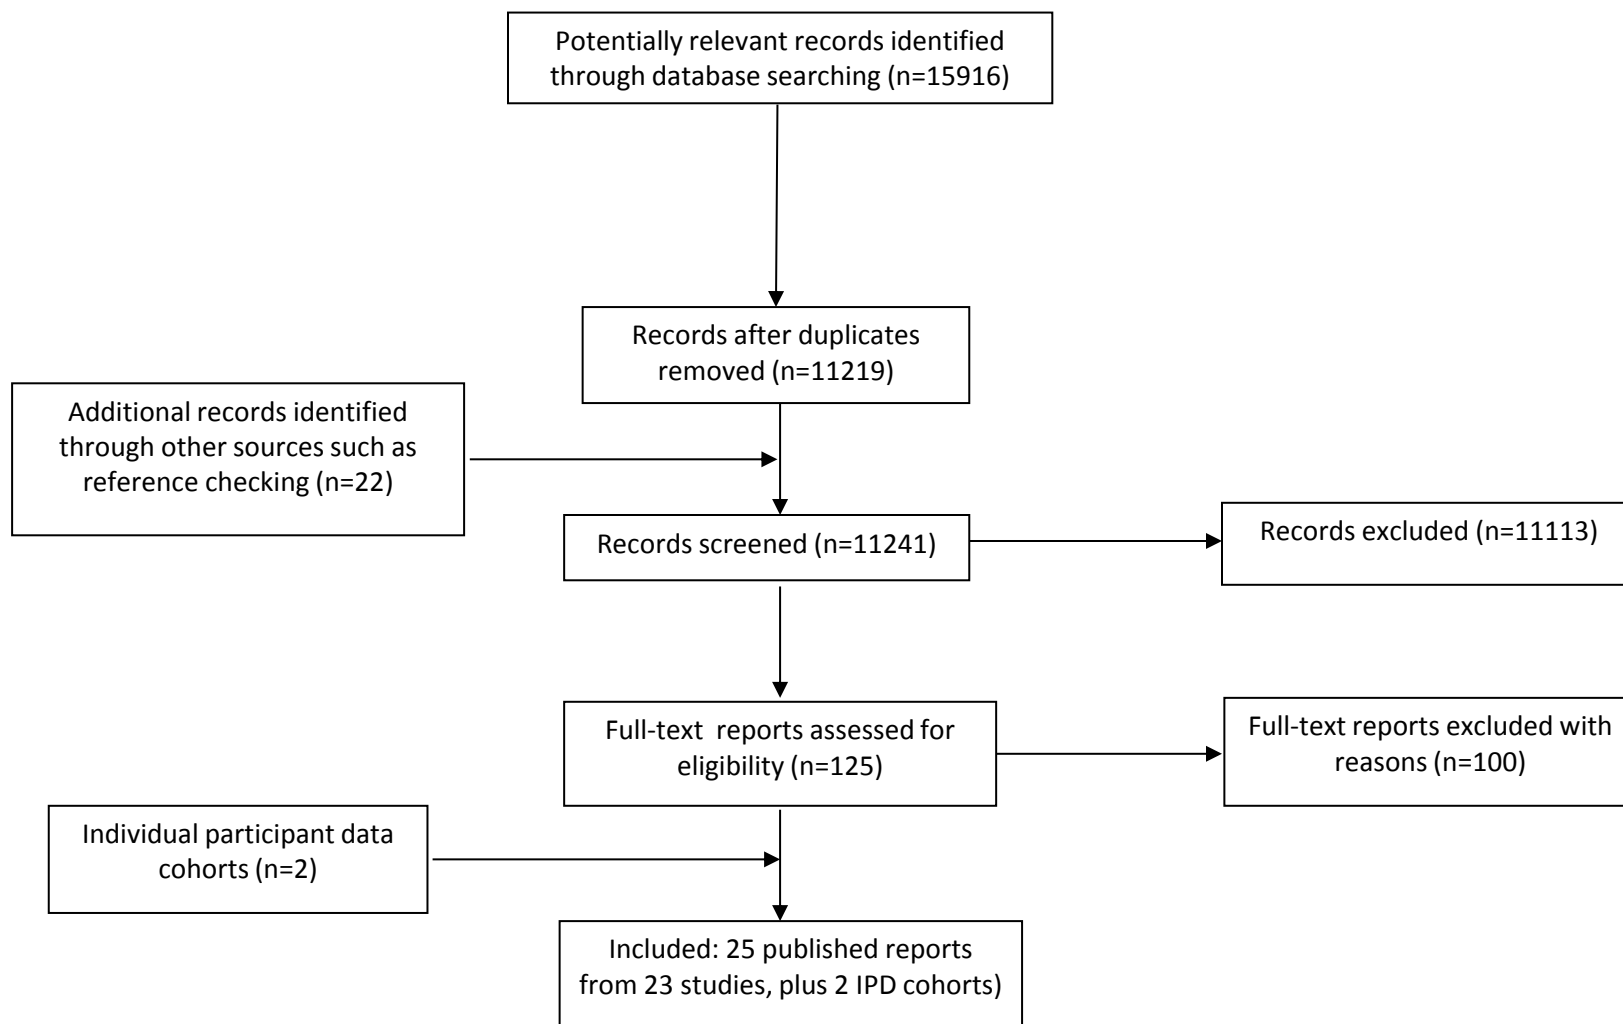 Potentially relevant records identified
through database searching (n=15916)
Records after duplicates
removed (n=11219)
Additional records identified
through other sources such as
reference checking (n=22)
Records screened (n=11241)
Records excluded (n=11113)
Full-text reports assessed for
eligibility (n=125)
Full-text reports excluded with
reasons (n=100)
Individual participant data
cohorts (n=2)
Included: 25 published reports
from 23 studies, plus 2 IPD cohorts)